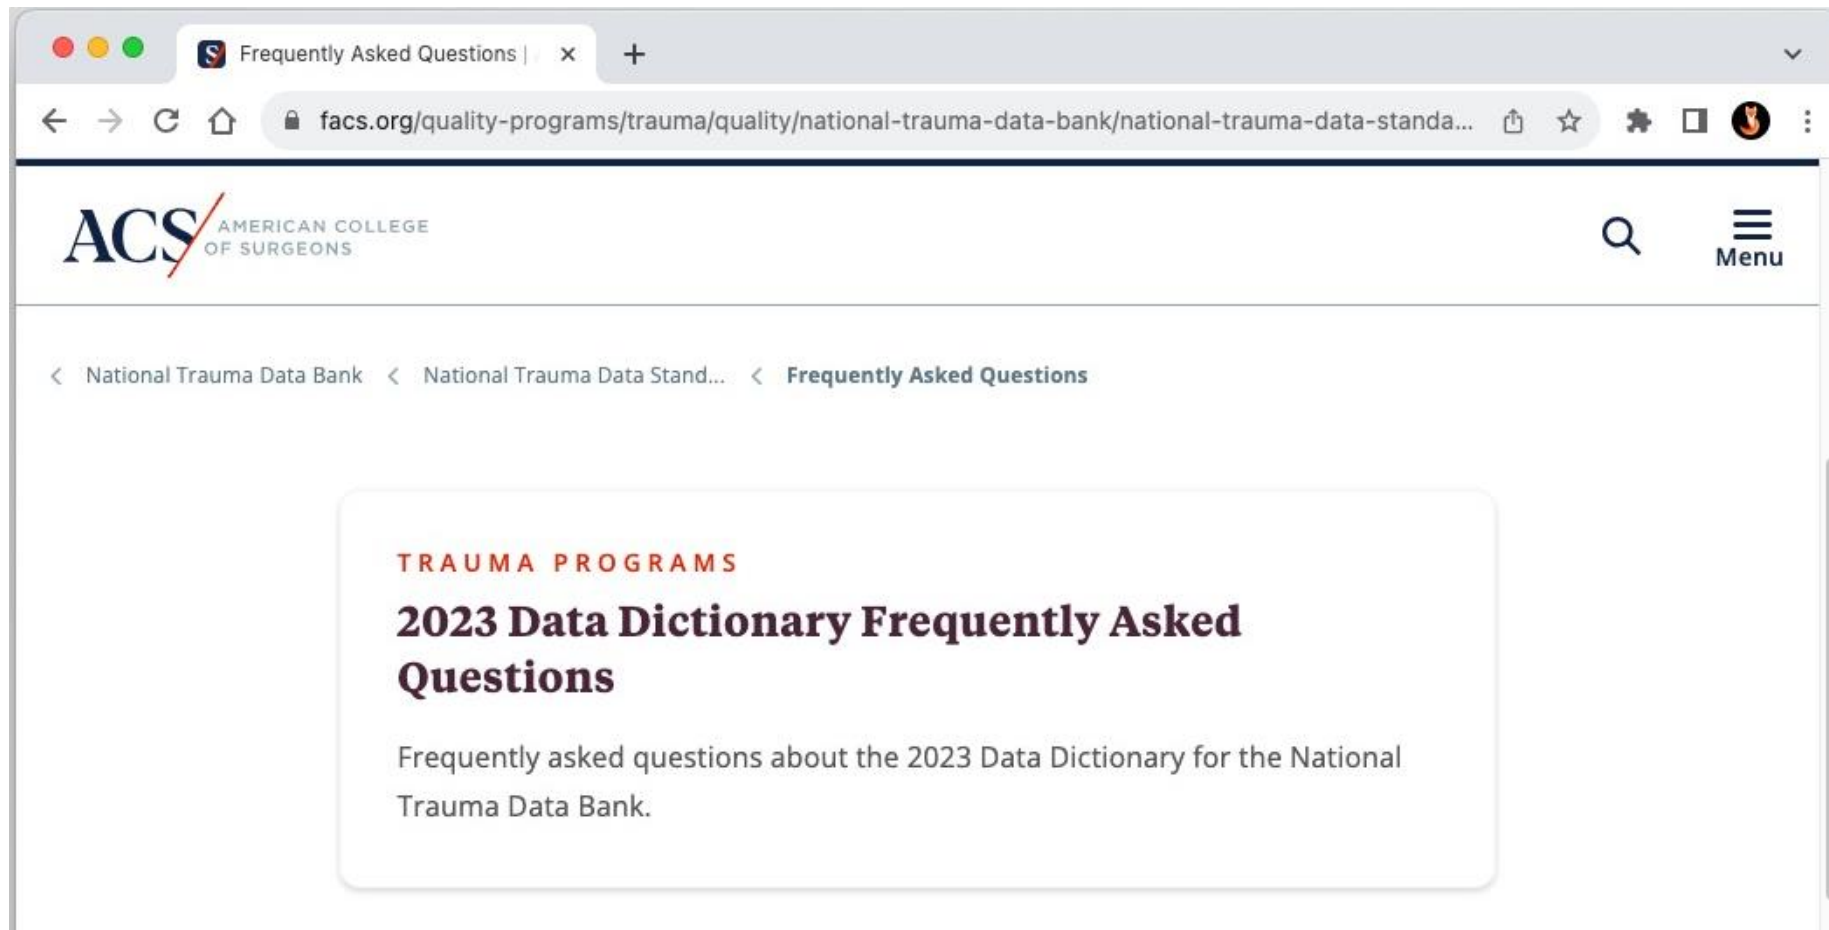 Frequently Asked Questions |
facs.org/quality-programs/trauma/quality/national-trauma-data-bank/national-trauma-data-standa...
ACS AMERICAN COLLEGE
OF SURGEONS
Menu
National Trauma Data Bank < National Trauma Data Stand... < Frequently Asked Questions
TRAUMA PROGRAMS
2023 Data Dictionary Frequently Asked
Questions
Frequently asked questions about the 2023 Data Dictionary for the National
Trauma Data Bank.